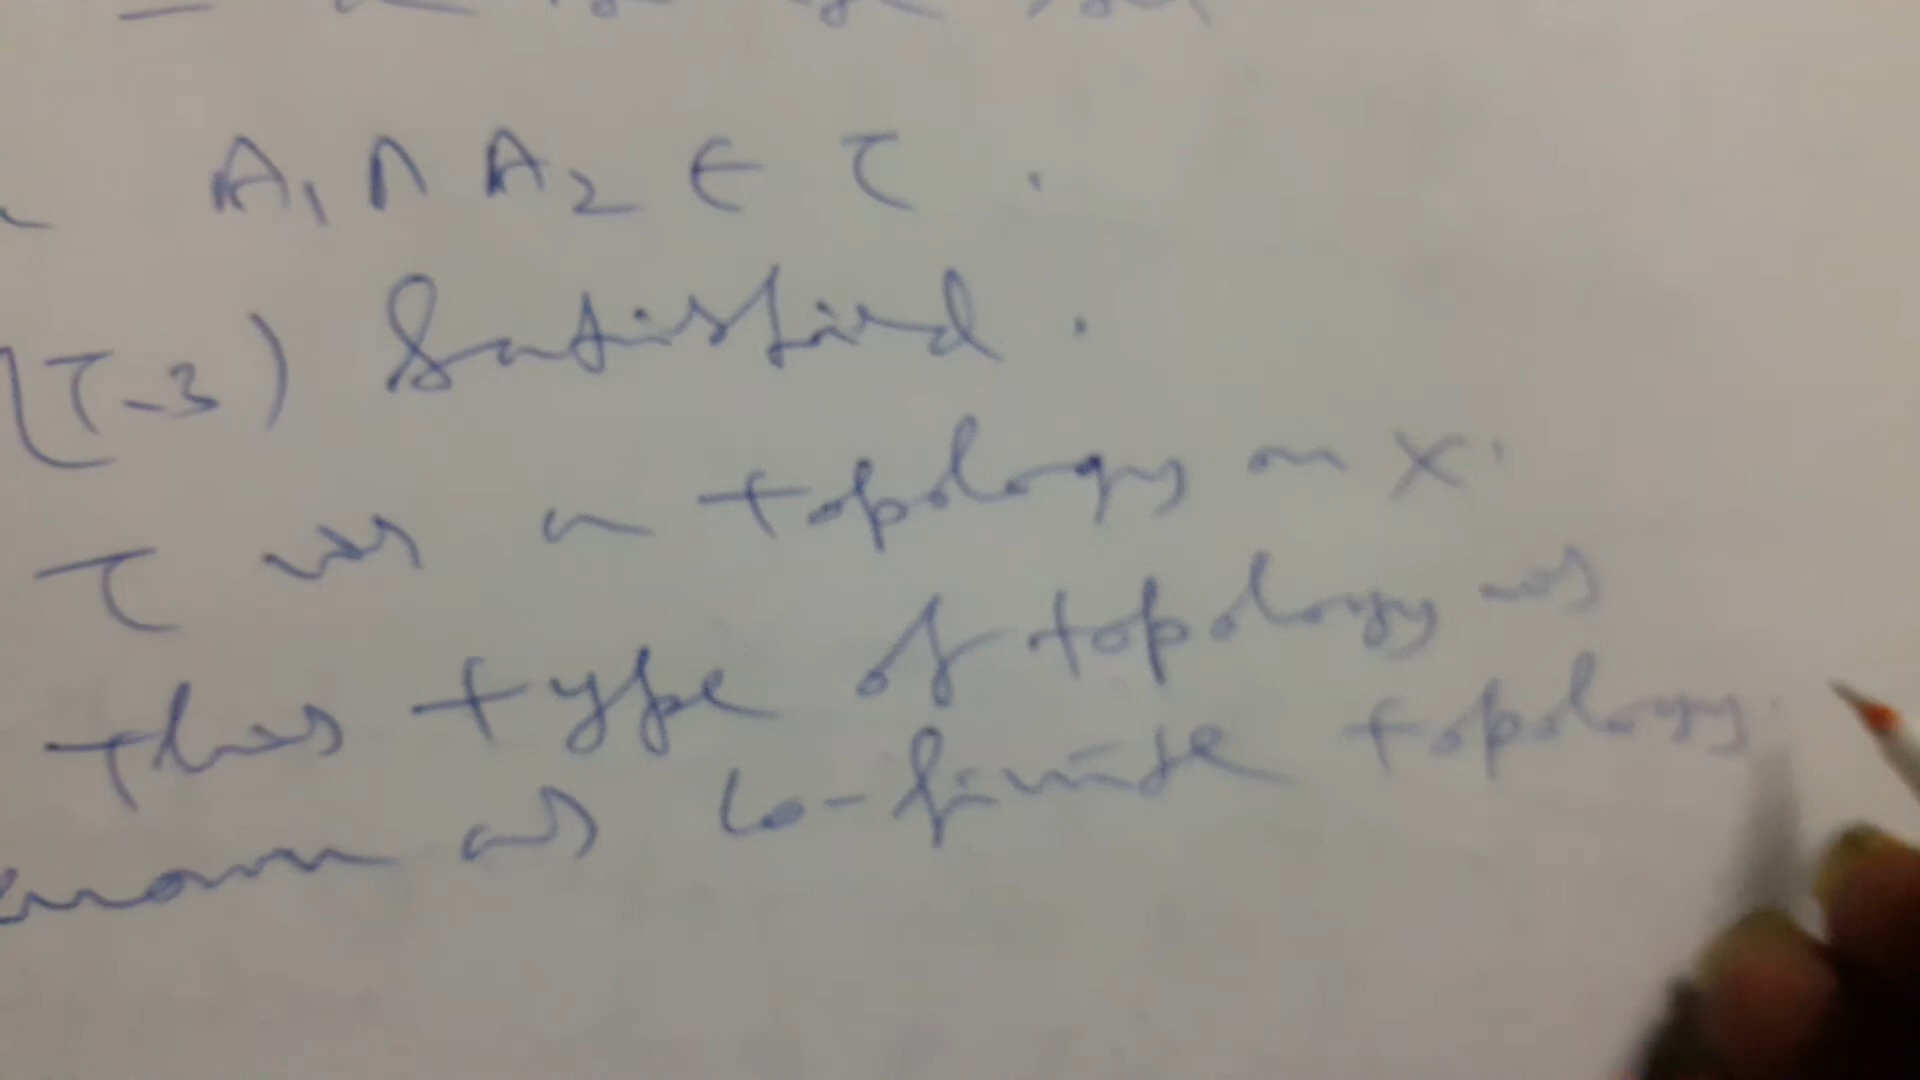 A₁ ∩ A₂ ∈ τ .
(T-3) Satisfied .
τ is a topology on X.
This type of topology is
known as Co-finite topology.